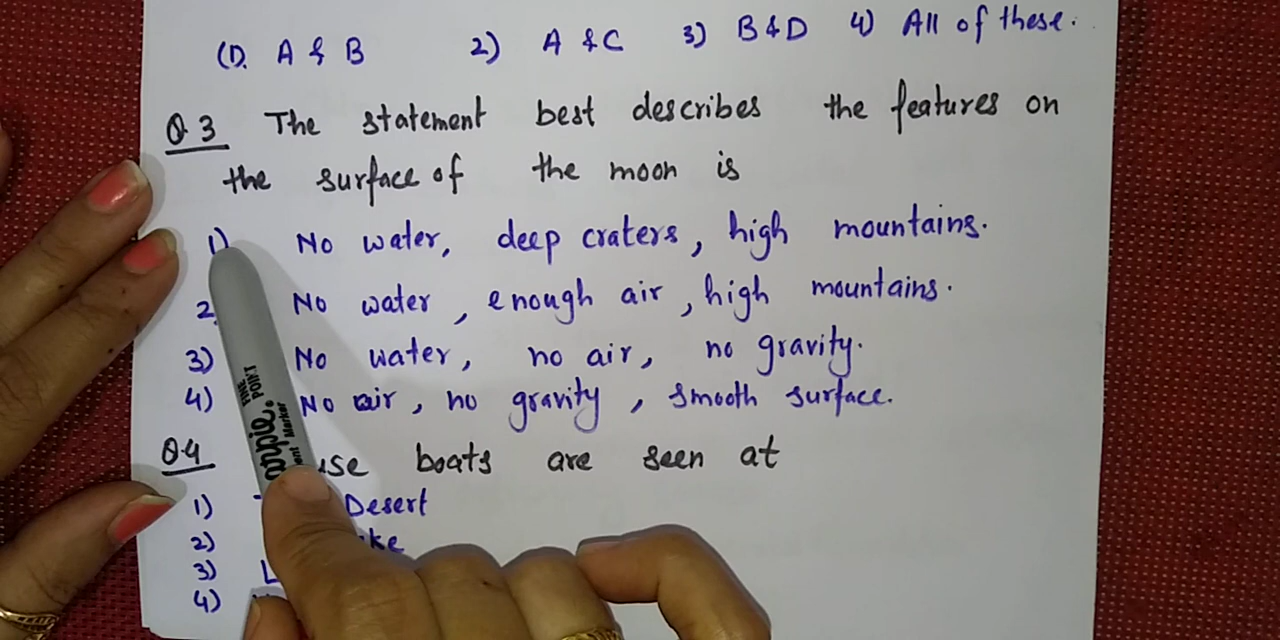 (1). A & B 2) A & C 3) B & D 4) All of these.
Q.3 The statement best describes the features on
the surface of the moon is
1) No water, deep craters, high mountains.
2 No water, enough air, high mountains.
3) No water, no air, no gravity.
4) No air, no gravity, smooth surface.
Q.4 use boats are seen at
1) Desert
2) ke
3) L
4)
FINE POINT